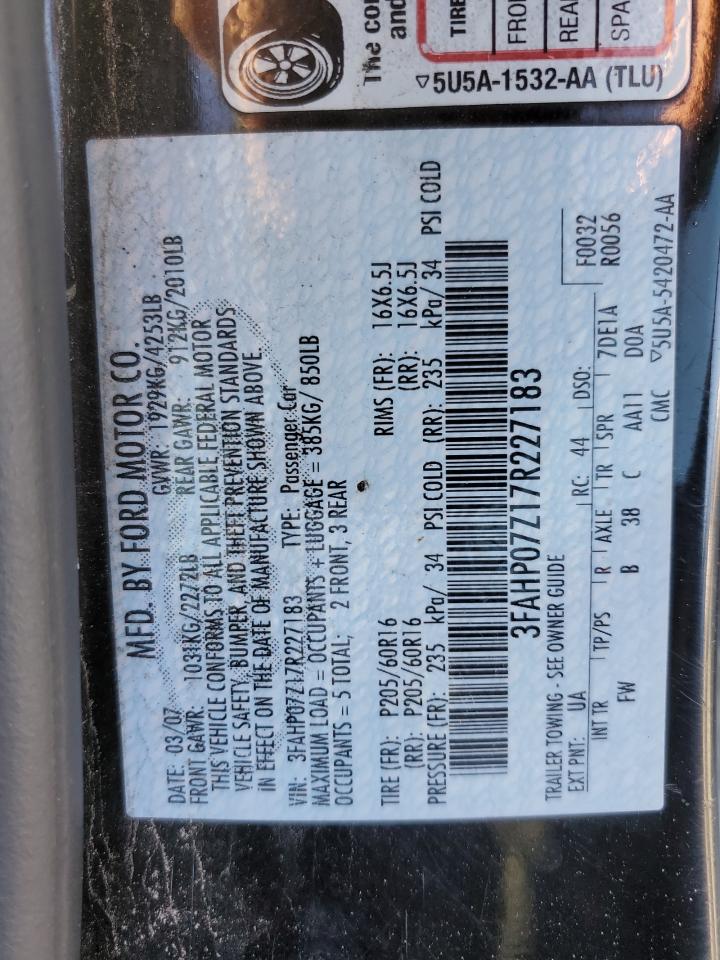 The co
and
TIRE
FRO
REA
SPA
▽5U5A-1532-AA (TLU)
MFD. BY FORD MOTOR CO.
DATE: 03/07 GVWR: 1929KG/4253LB
FRONT GAWR: 1031KG/2272LB REAR GAWR: 912KG/2010LB
THIS VEHICLE CONFORMS TO ALL APPLICABLE FEDERAL MOTOR
VEHICLE SAFETY, BUMPER, AND THEFT PREVENTION STANDARDS
IN EFFECT ON THE DATE OF MANUFACTURE SHOWN ABOVE.
VIN: 3FAHP07Z17R227183 TYPE: Passenger Car
MAXIMUM LOAD = OCCUPANTS + LUGGAGE = 385KG/ 850LB
OCCUPANTS = 5 TOTAL; 2 FRONT, 3 REAR
TIRE (FR): P205/60R16 RIMS (FR): 16X6.5J
(RR): P205/60R16 (RR): 16X6.5J
PRESSURE (FR): 235 kPa/ 34 PSI COLD (RR): 235 kPa/ 34 PSI COLD
3FAHP07Z17R227183
TRAILER TOWING - SEE OWNER GUIDE F0032
EXT PNT: UA RC: 44 DSO: R0056
INT TR TP/PS R AXLE TR SPR 7DE1A
FW B 38 C AA11 D0A
CMC ▽5U5A-5420472-AA